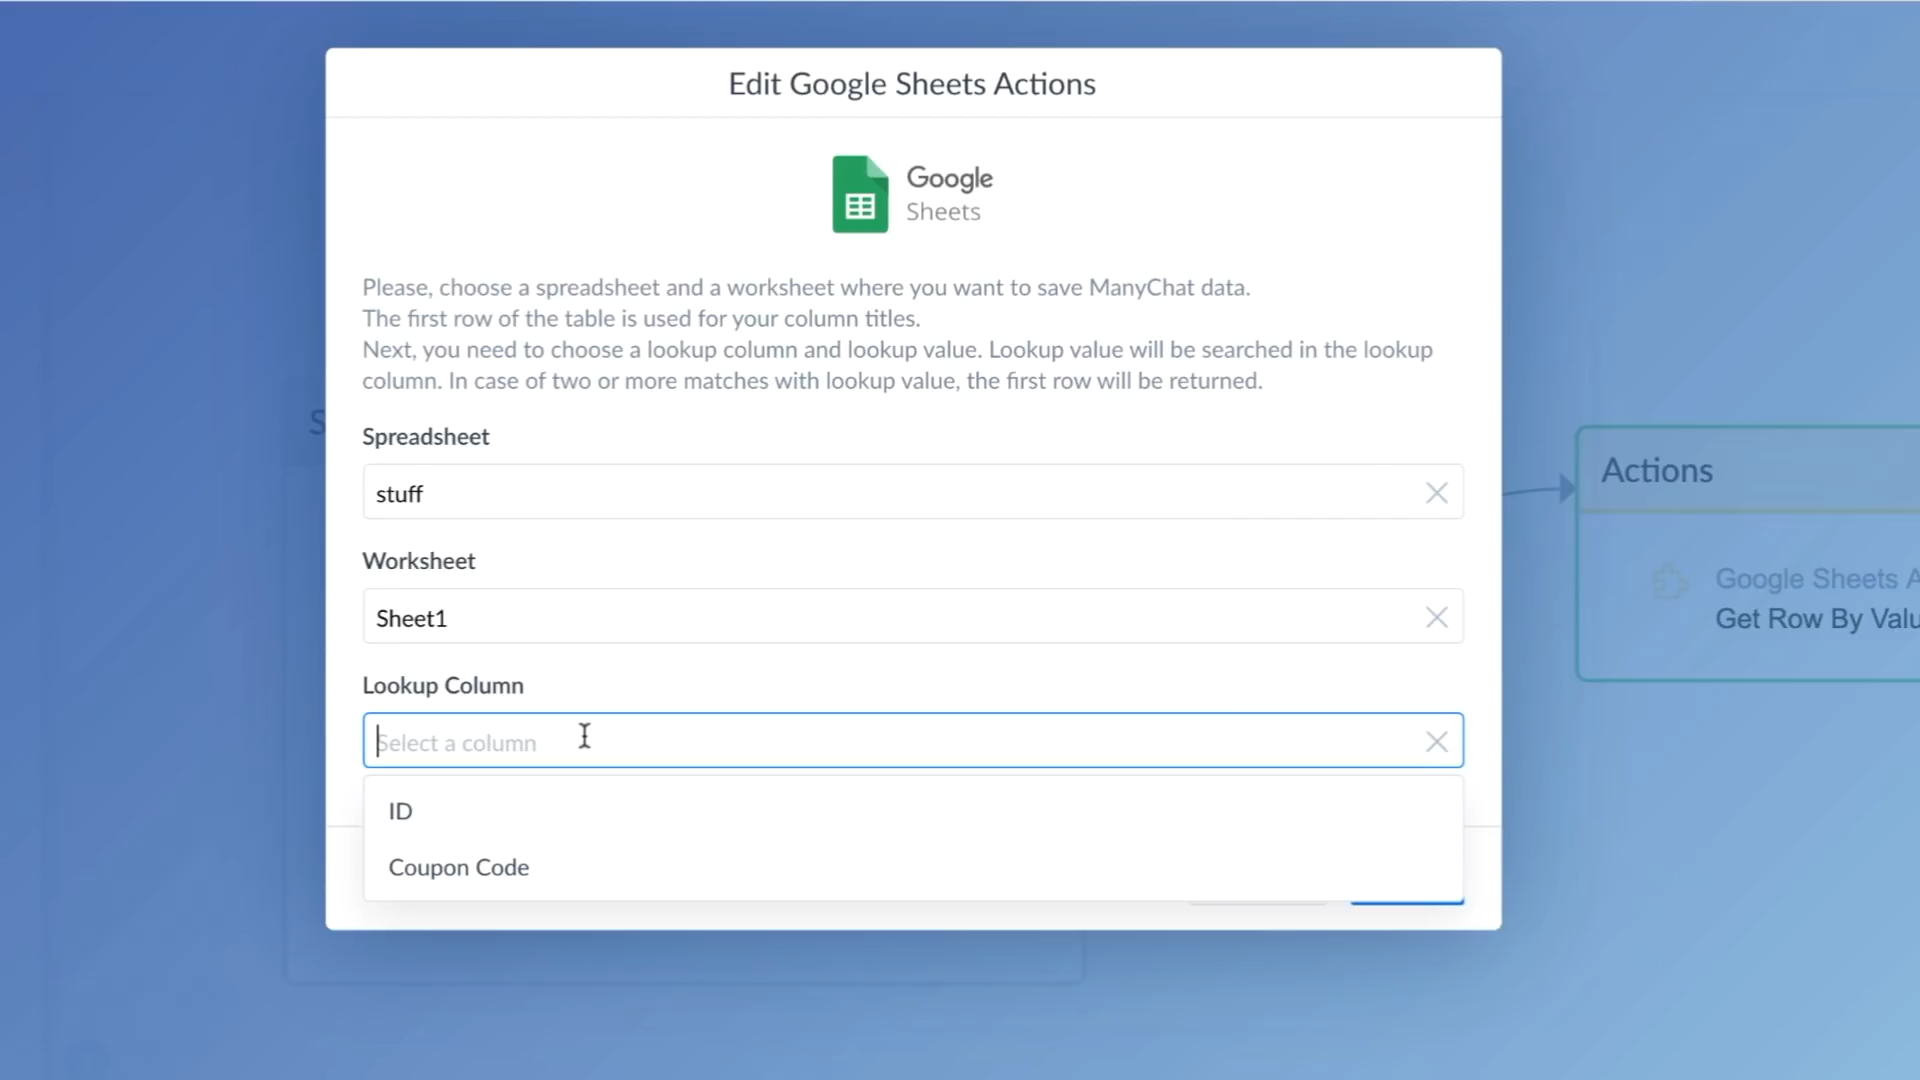 Edit Google Sheets Actions
Google
Sheets
Please, choose a spreadsheet and a worksheet where you want to save ManyChat data.
The first row of the table is used for your column titles.
Next, you need to choose a lookup column and lookup value. Lookup value will be searched in the lookup
column. In case of two or more matches with lookup value, the first row will be returned.
Spreadsheet
stuff
Worksheet
Sheet1
Lookup Column
Select a column
ID
Coupon Code
Actions
Google Sheets A
Get Row By Valu